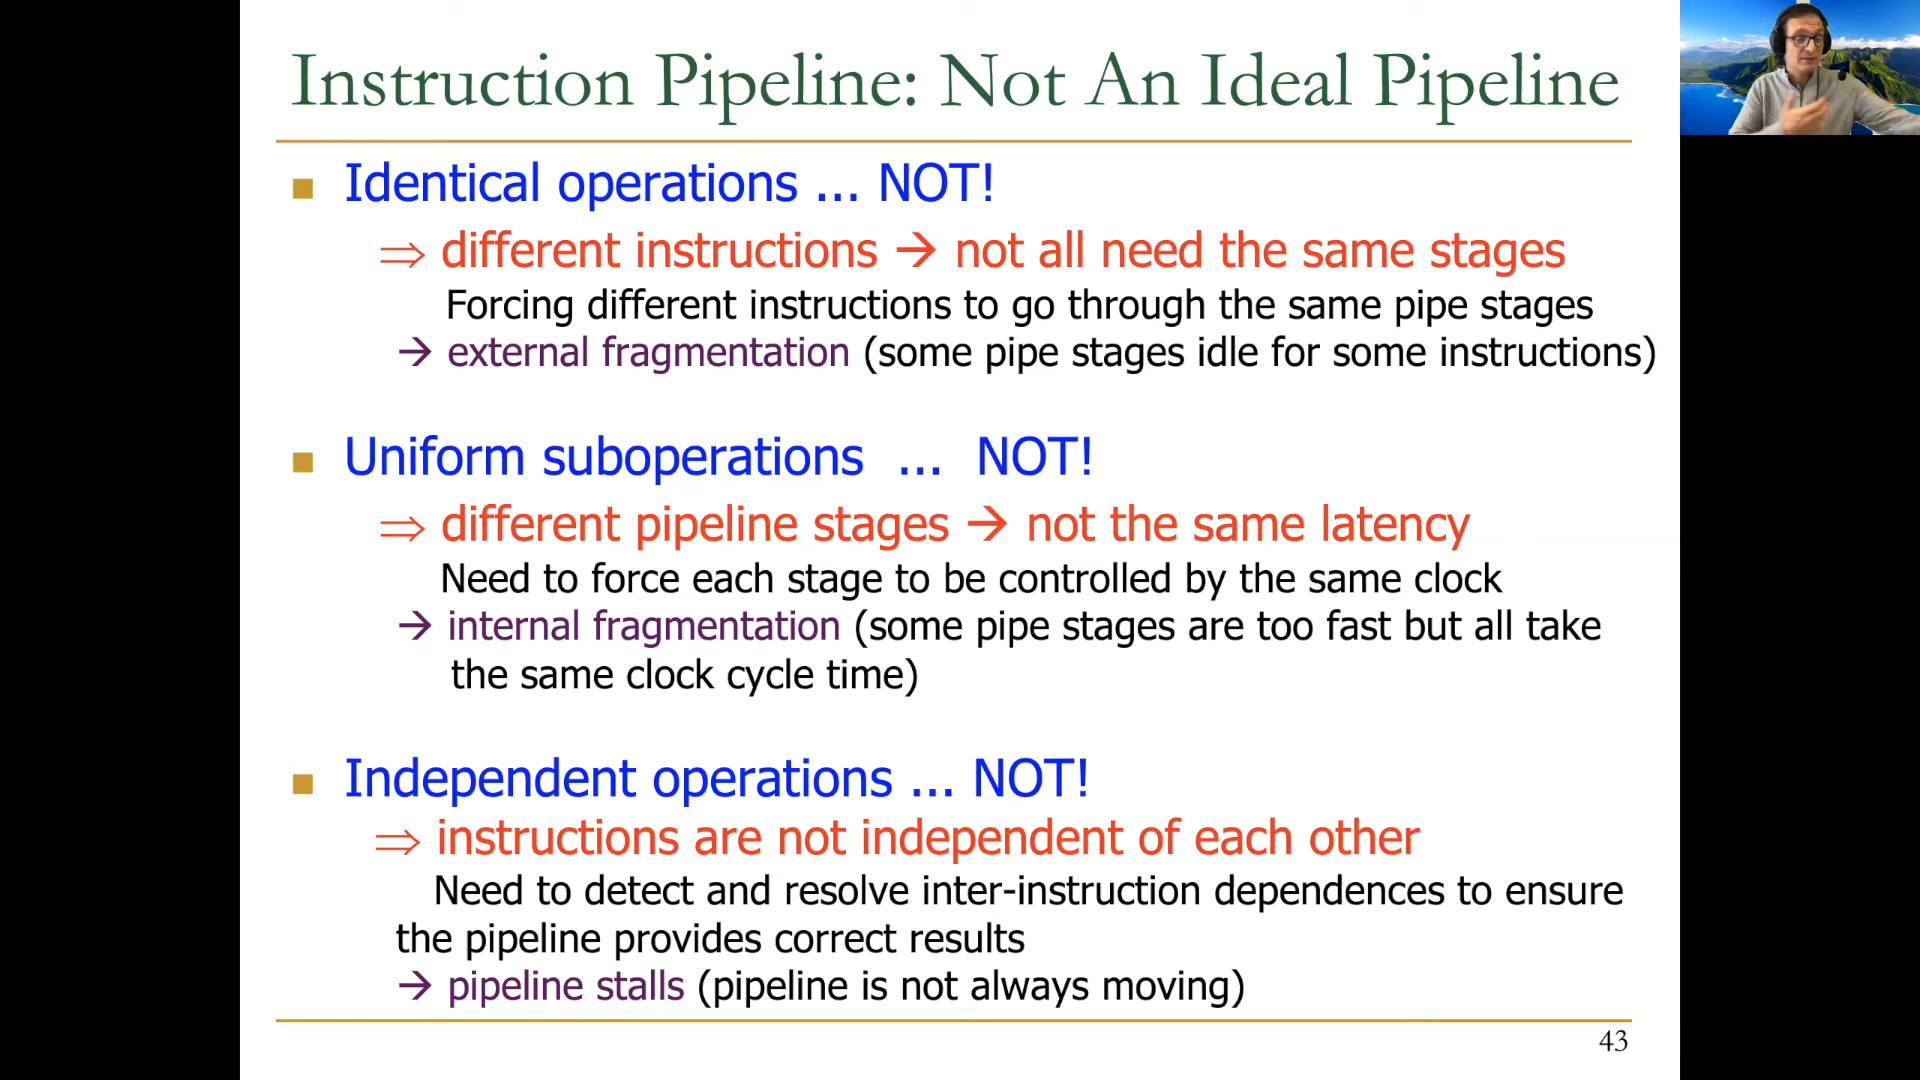 Instruction Pipeline: Not An Ideal Pipeline
Identical operations ... NOT!
⇒ different instructions → not all need the same stages
Forcing different instructions to go through the same pipe stages
→ external fragmentation (some pipe stages idle for some instructions)
Uniform suboperations ... NOT!
⇒ different pipeline stages → not the same latency
Need to force each stage to be controlled by the same clock
→ internal fragmentation (some pipe stages are too fast but all take
the same clock cycle time)
Independent operations ... NOT!
⇒ instructions are not independent of each other
Need to detect and resolve inter-instruction dependences to ensure
the pipeline provides correct results
→ pipeline stalls (pipeline is not always moving)
43